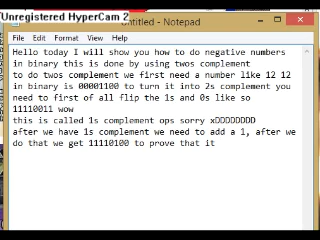 Unregistered HyperCam 2
Untitled - Notepad
File Edit Format View Help
Hello today I will show you how to do negative numbers
in binary this is done by using twos complement
to do twos complement we first need a number like 12 12
in binary is 00001100 to turn it into 2s complement you
need to first of all flip the 1s and 0s like so
11110011 wow
this is called 1s complement ops sorry xDDDDDDDD
after we have 1s complement we need to add a 1, after we
do that we get 11110100 to prove that it